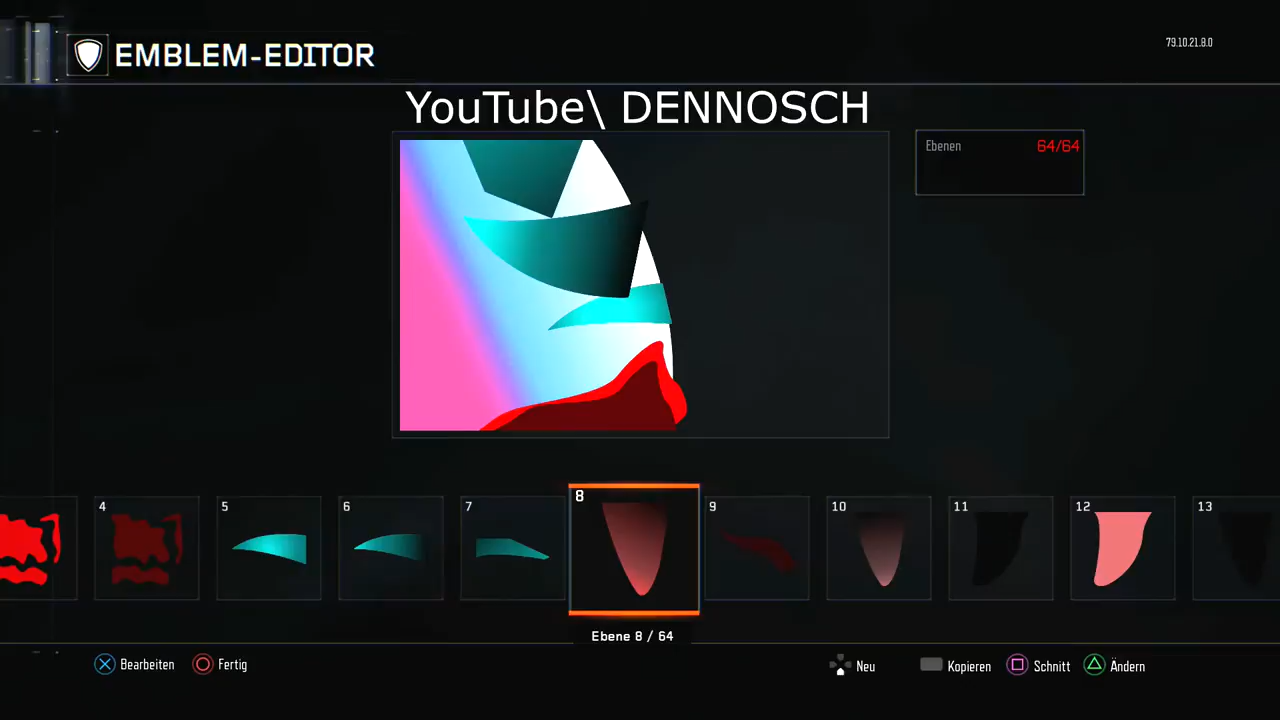 EMBLEM-EDITOR
79.10.21.8.0
YouTube\ DENNOSCH
Ebenen 64/64
4 5 6 7 8 9 10 11 12 13
Ebene 8 / 64
Bearbeiten Fertig Neu Kopieren Schnitt Ändern